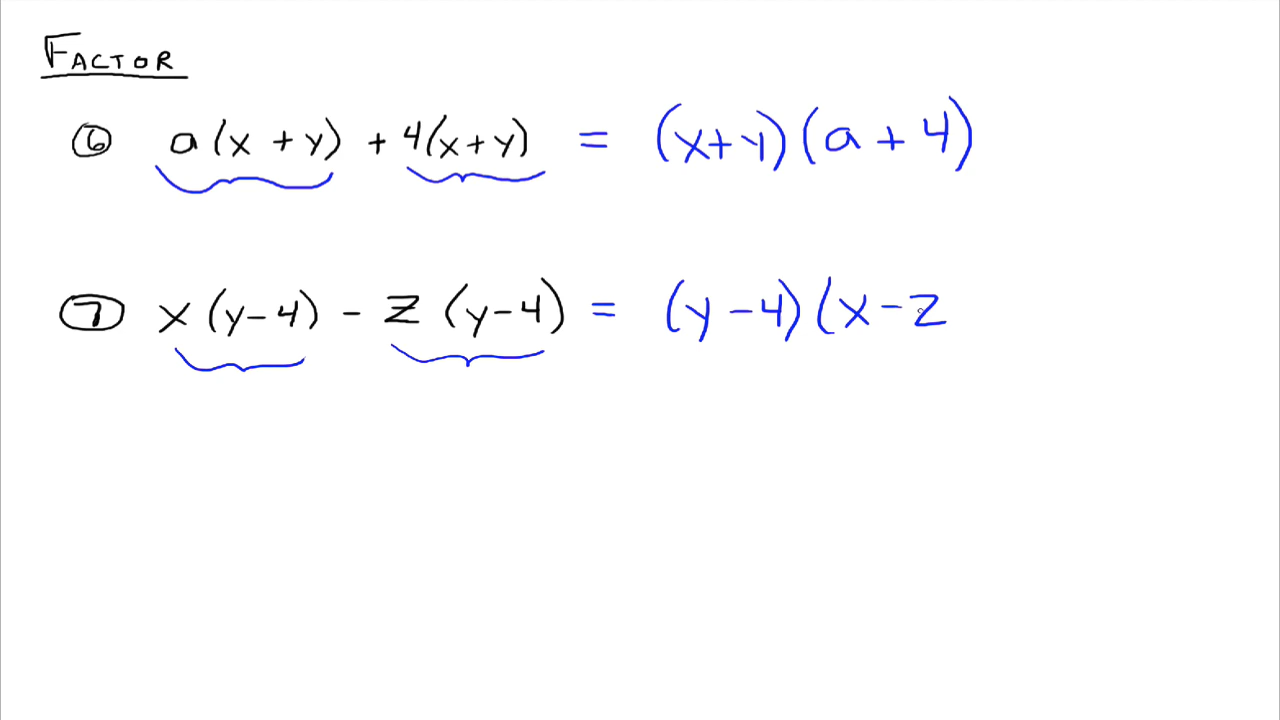 FACTOR
⑥ a(x + y) + 4(x+y) = (x+y)(a + 4)
⑦ x(y-4) - z(y-4) = (y-4)(x-z